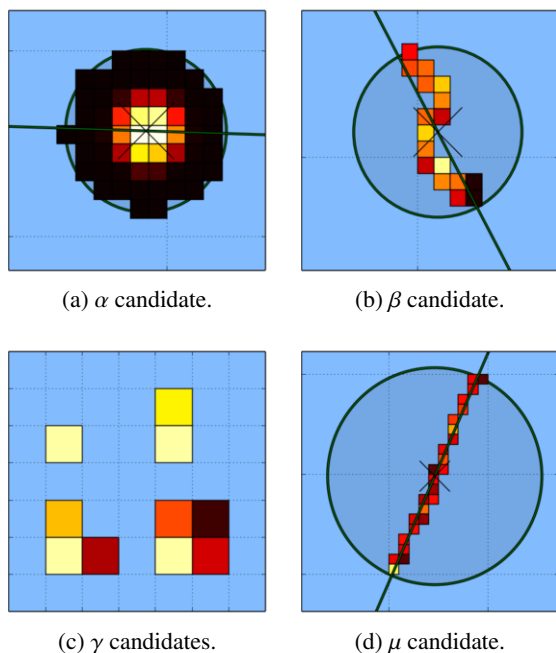 (a) α candidate.
(b) β candidate.
(c) γ candidates.
(d) μ candidate.